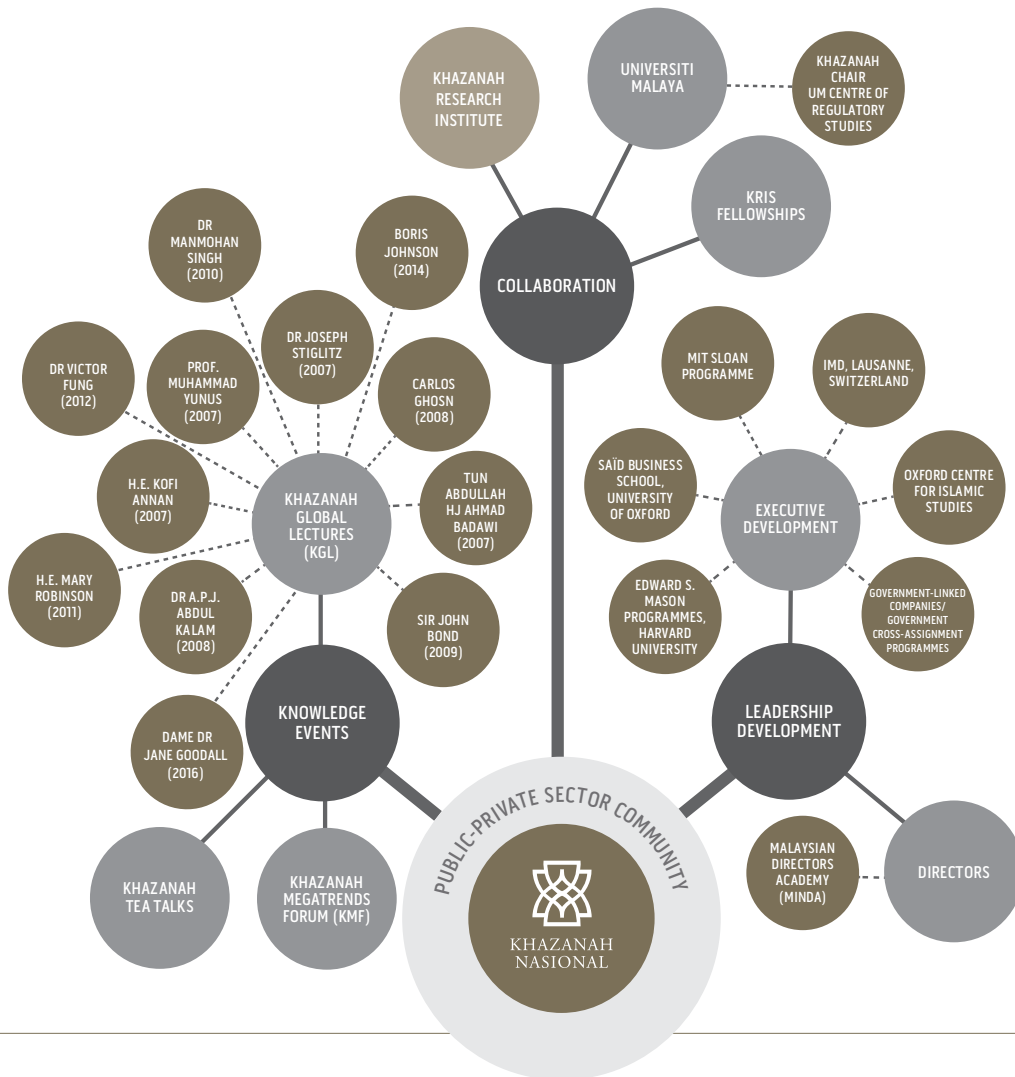 KHAZANAH
RESEARCH
INSTITUTE
UNIVERSITI
MALAYA
KHAZANAH
CHAIR
UM CENTRE OF
REGULATORY
STUDIES
KRIS
FELLOWSHIPS
COLLABORATION
DR
MANMOHAN
SINGH
(2010)
BORIS
JOHNSON
(2014)
DR JOSEPH
STIGLITZ
(2007)
DR VICTOR
FUNG
(2012)
PROF.
MUHAMMAD
YUNUS
(2007)
CARLOS
GHOSN
(2008)
H.E. KOFI
ANNAN
(2007)
KHAZANAH
GLOBAL
LECTURES
(KGL)
TUN
ABDULLAH
HJ AHMAD
BADAWI
(2007)
H.E. MARY
ROBINSON
(2011)
DR A.P.J.
ABDUL
KALAM
(2008)
SIR JOHN
BOND
(2009)
DAME DR
JANE GOODALL
(2016)
KNOWLEDGE
EVENTS
KHAZANAH
TEA TALKS
KHAZANAH
MEGATRENDS
FORUM (KMF)
MIT SLOAN
PROGRAMME
IMD, LAUSANNE,
SWITZERLAND
SAÏD BUSINESS
SCHOOL,
UNIVERSITY
OF OXFORD
EXECUTIVE
DEVELOPMENT
OXFORD CENTRE
FOR ISLAMIC
STUDIES
EDWARD S.
MASON
PROGRAMMES,
HARVARD
UNIVERSITY
GOVERNMENT-LINKED
COMPANIES/
GOVERNMENT
CROSS-ASSIGNMENT
PROGRAMMES
LEADERSHIP
DEVELOPMENT
MALAYSIAN
DIRECTORS
ACADEMY
(MINDA)
DIRECTORS
PUBLIC-PRIVATE SECTOR COMMUNITY
KHAZANAH
NASIONAL